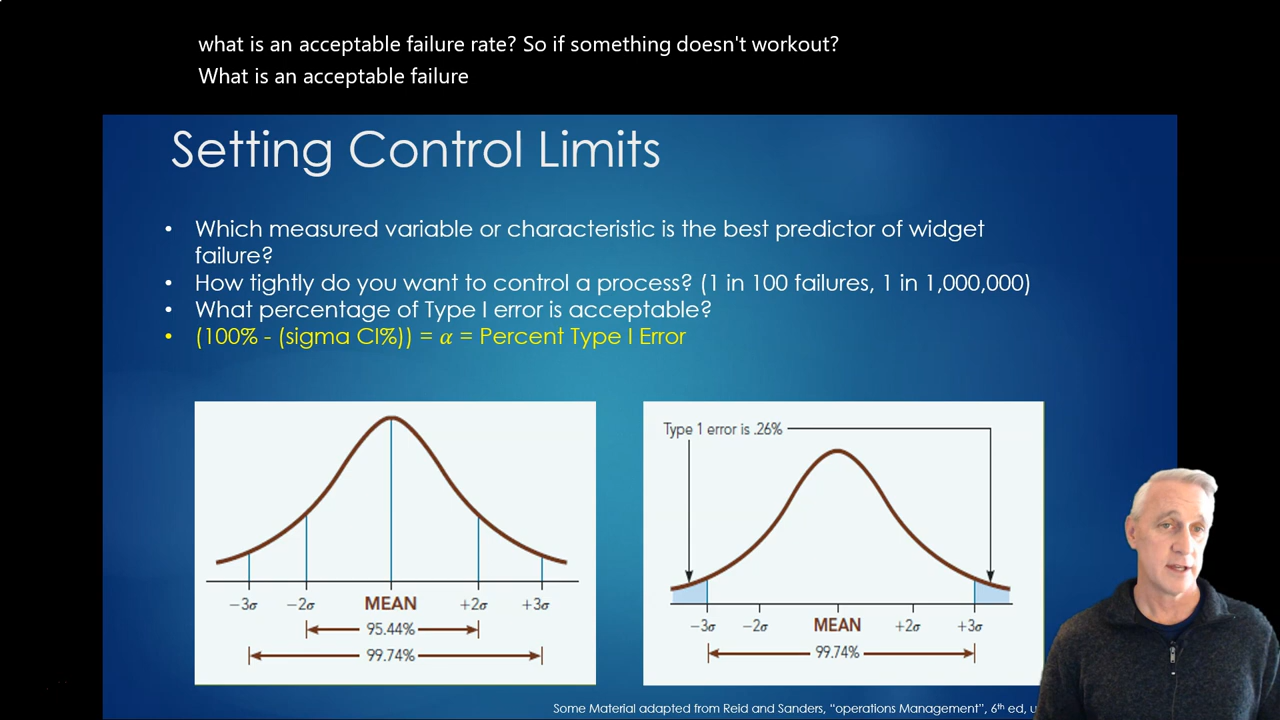 what is an acceptable failure rate? So if something doesn't workout?
What is an acceptable failure
Setting Control Limits
• Which measured variable or characteristic is the best predictor of widget
failure?
• How tightly do you want to control a process? (1 in 100 failures, 1 in 1,000,000)
• What percentage of Type I error is acceptable?
• (100% - (sigma CI%)) = α = Percent Type I Error
−3σ −2σ MEAN +2σ +3σ
95.44%
99.74%
Type 1 error is .26%
−3σ −2σ MEAN +2σ +3σ
99.74%
Some Material adapted from Reid and Sanders, “operations Management”, 6th ed,